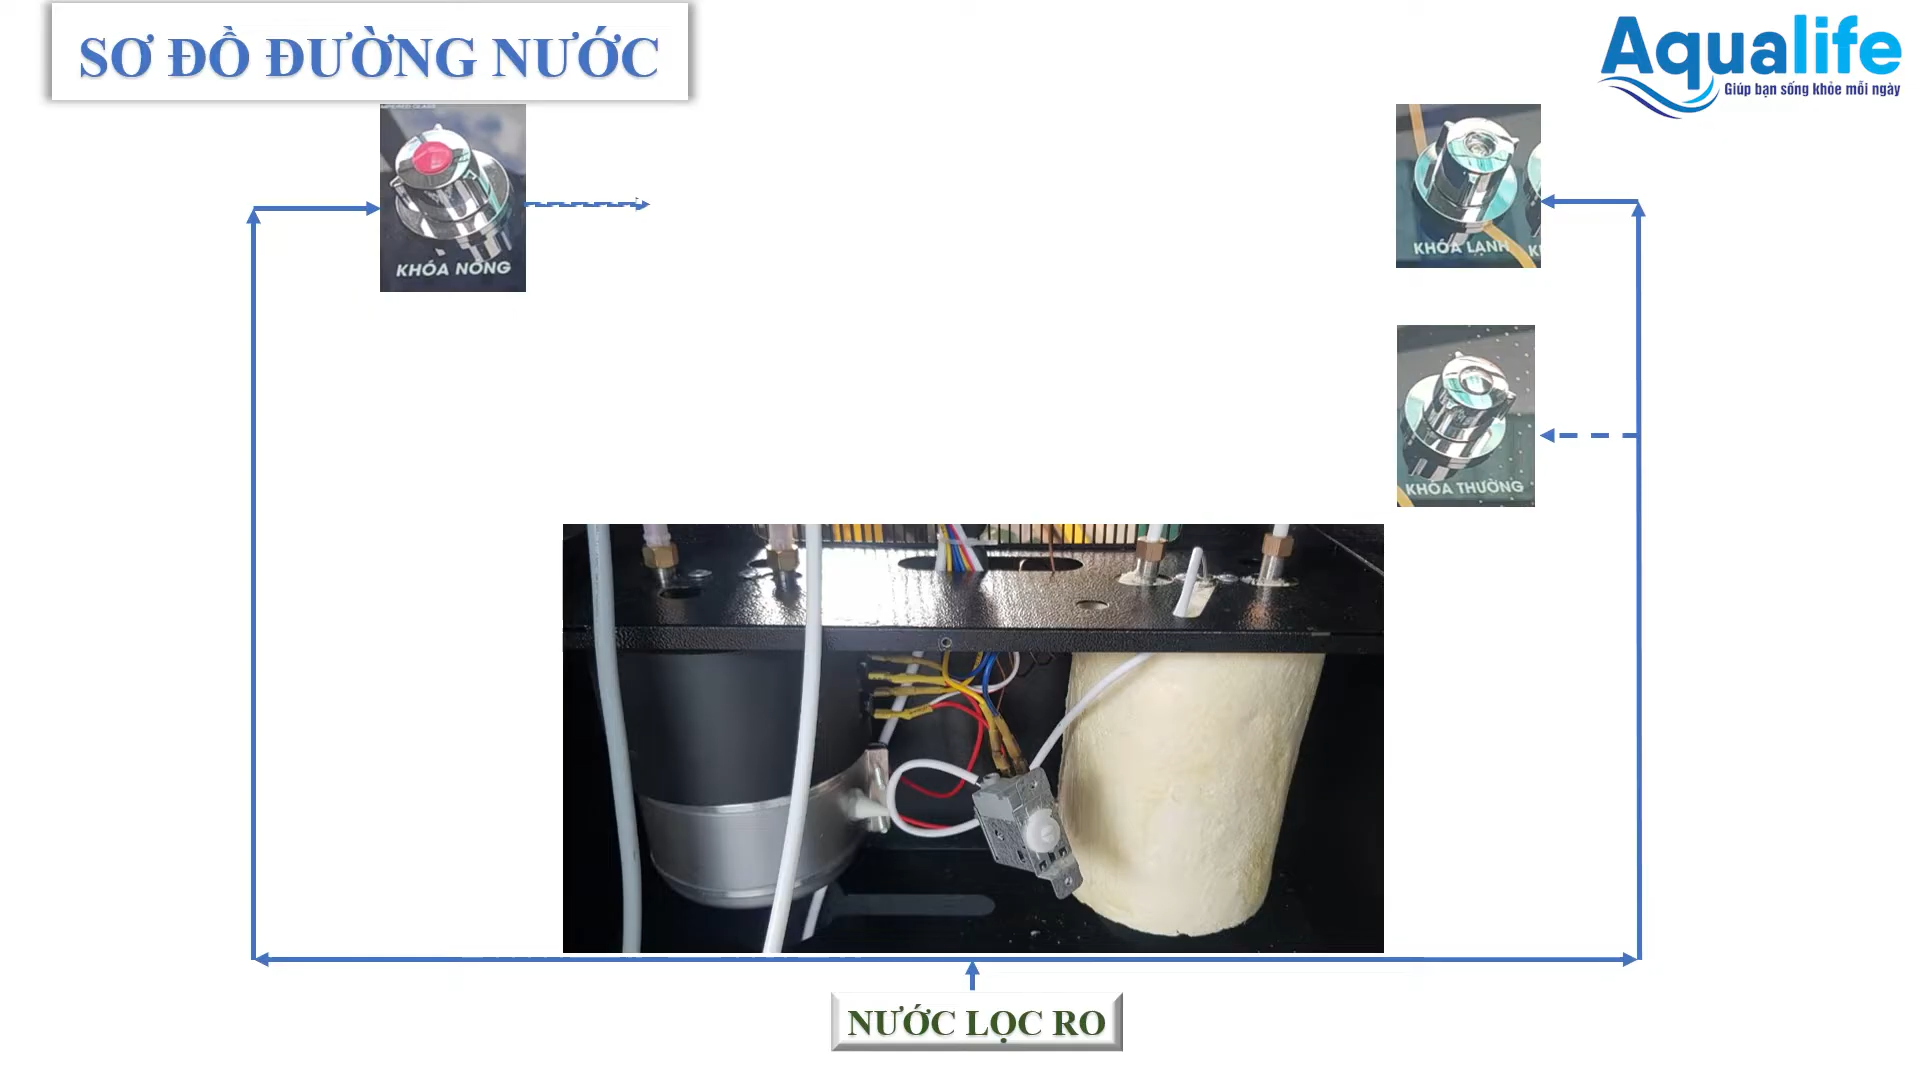 SƠ ĐỒ ĐƯỜNG NƯỚC
Aqualife
Giúp bạn sống khỏe mỗi ngày
KHÓA NÓNG
KHÓA LẠNH
KHÓA THƯỜNG
NƯỚC LỌC RO